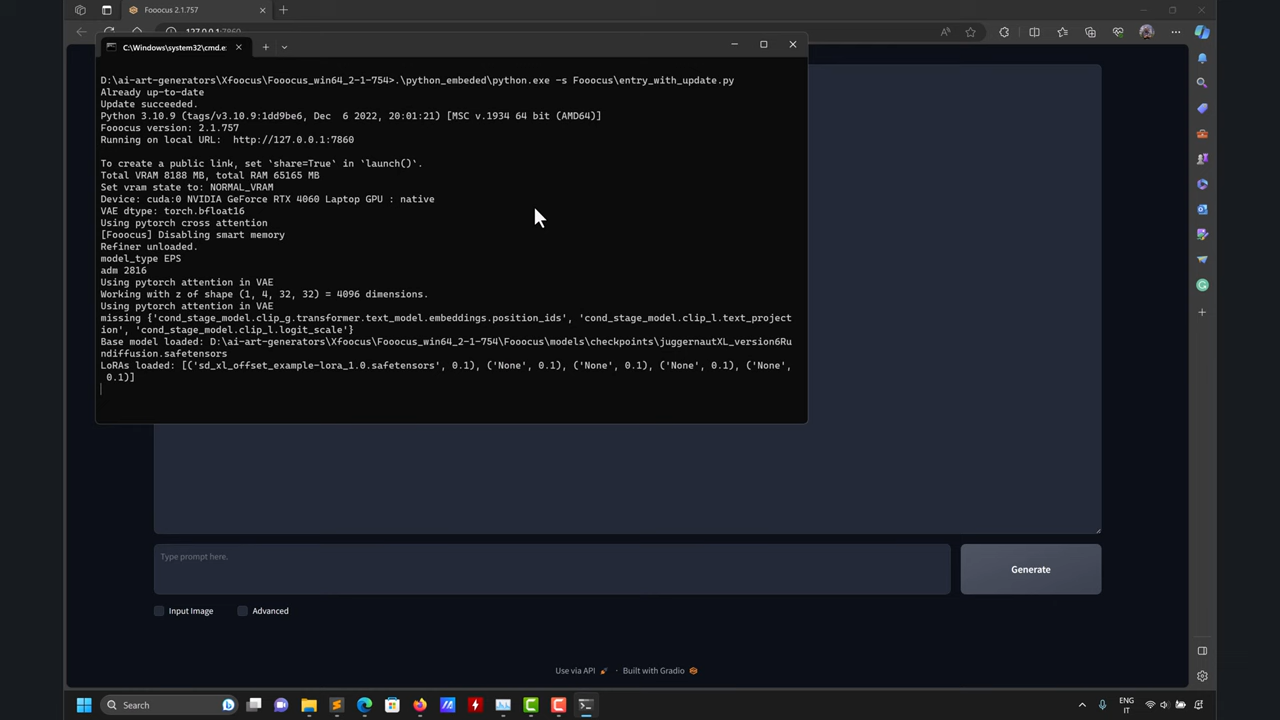 Fooocus 2.1.757
127.0.0.1:7860
C:\Windows\system32\cmd.e
D:\ai-art-generators\Xfoocus\Fooocus_win64_2-1-754>.\python_embeded\python.exe -s Fooocus\entry_with_update.py
Already up-to-date
Update succeeded.
Python 3.10.9 (tags/v3.10.9:1dd9be6, Dec  6 2022, 20:01:21) [MSC v.1934 64 bit (AMD64)]
Fooocus version: 2.1.757
Running on local URL:  http://127.0.0.1:7860
To create a public link, set `share=True` in `launch()`.
Total VRAM 8188 MB, total RAM 65165 MB
Set vram state to: NORMAL_VRAM
Device: cuda:0 NVIDIA GeForce RTX 4060 Laptop GPU : native
VAE dtype: torch.bfloat16
Using pytorch cross attention
[Fooocus] Disabling smart memory
Refiner unloaded.
model_type EPS
adm 2816
Using pytorch attention in VAE
Working with z of shape (1, 4, 32, 32) = 4096 dimensions.
Using pytorch attention in VAE
missing {'cond_stage_model.clip_g.transformer.text_model.embeddings.position_ids', 'cond_stage_model.clip_l.text_project
ion', 'cond_stage_model.clip_l.logit_scale'}
Base model loaded: D:\ai-art-generators\Xfoocus\Fooocus_win64_2-1-754\Fooocus\models\checkpoints\juggernautXL_version6Ru
ndiffusion.safetensors
LoRAs loaded: [('sd_xl_offset_example-lora_1.0.safetensors', 0.1), ('None', 0.1), ('None', 0.1), ('None', 0.1), ('None',
 0.1)]
Type prompt here.
Generate
Input Image
Advanced
Use via API
· Built with Gradio
Search
ENG
IT